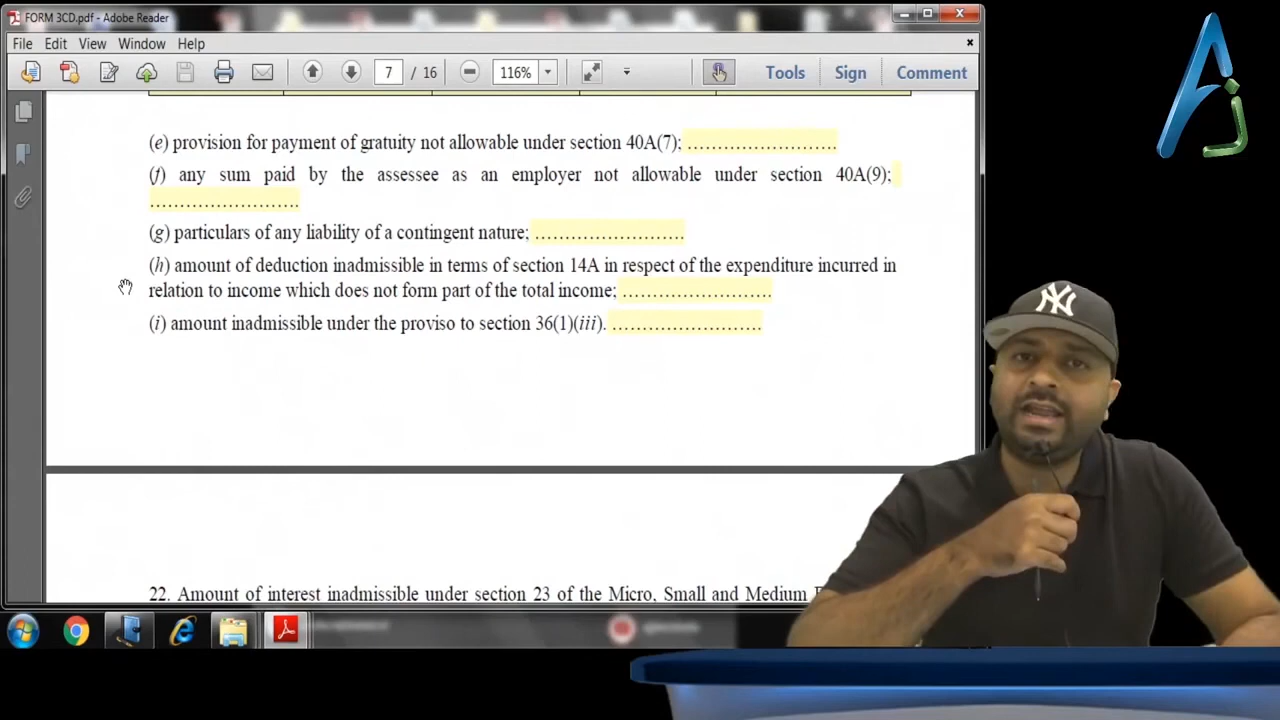 FORM 3CD.pdf - Adobe Reader
File Edit View Window Help
7 / 16 116% Tools Sign Comment
(e) provision for payment of gratuity not allowable under section 40A(7); ………………………
(f) any sum paid by the assessee as an employer not allowable under section 40A(9);
…………………….
(g) particulars of any liability of a contingent nature; …………………….
(h) amount of deduction inadmissible in terms of section 14A in respect of the expenditure incurred in
relation to income which does not form part of the total income; …………………….
(i) amount inadmissible under the proviso to section 36(1)(iii). …………………….
22. Amount of interest inadmissible under section 23 of the Micro, Small and Medium
NY
AJ